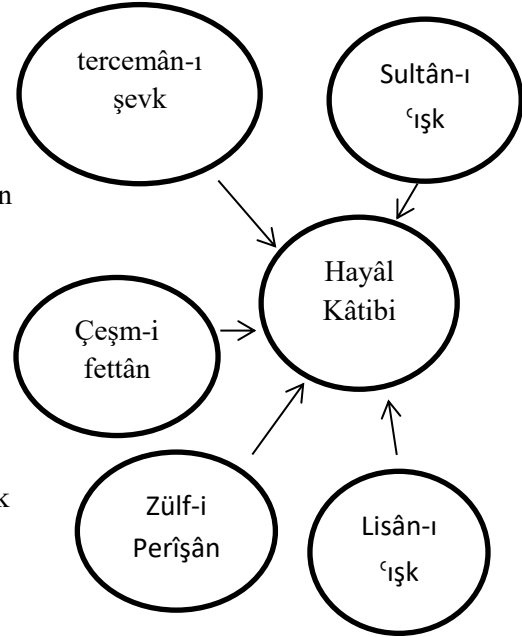 tercemân-ı
şevk
Sultân-ı
ʿışk
n
Hayâl
Kâtibi
Çeşm-i
fettân
k
Zülf-i
Perîşân
Lisân-ı
ʿışk